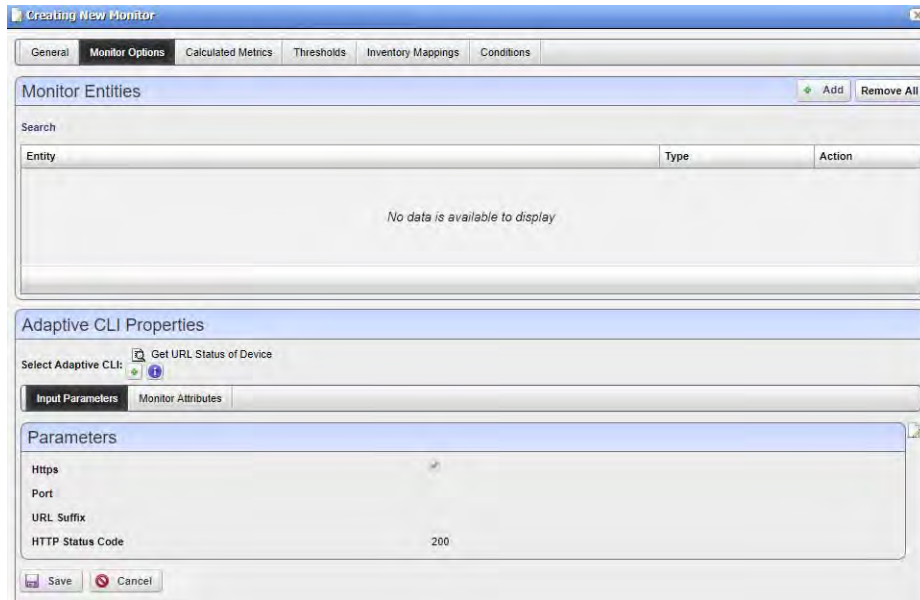 Creating New Monitor
General Monitor Options Calculated Metrics Thresholds Inventory Mappings Conditions
Monitor Entities Add Remove All
Search
Entity Type Action
No data is available to display
Adaptive CLI Properties
Select Adaptive CLI: Get URL Status of Device
Input Parameters Monitor Attributes
Parameters
Https
Port
URL Suffix
HTTP Status Code 200
Save Cancel